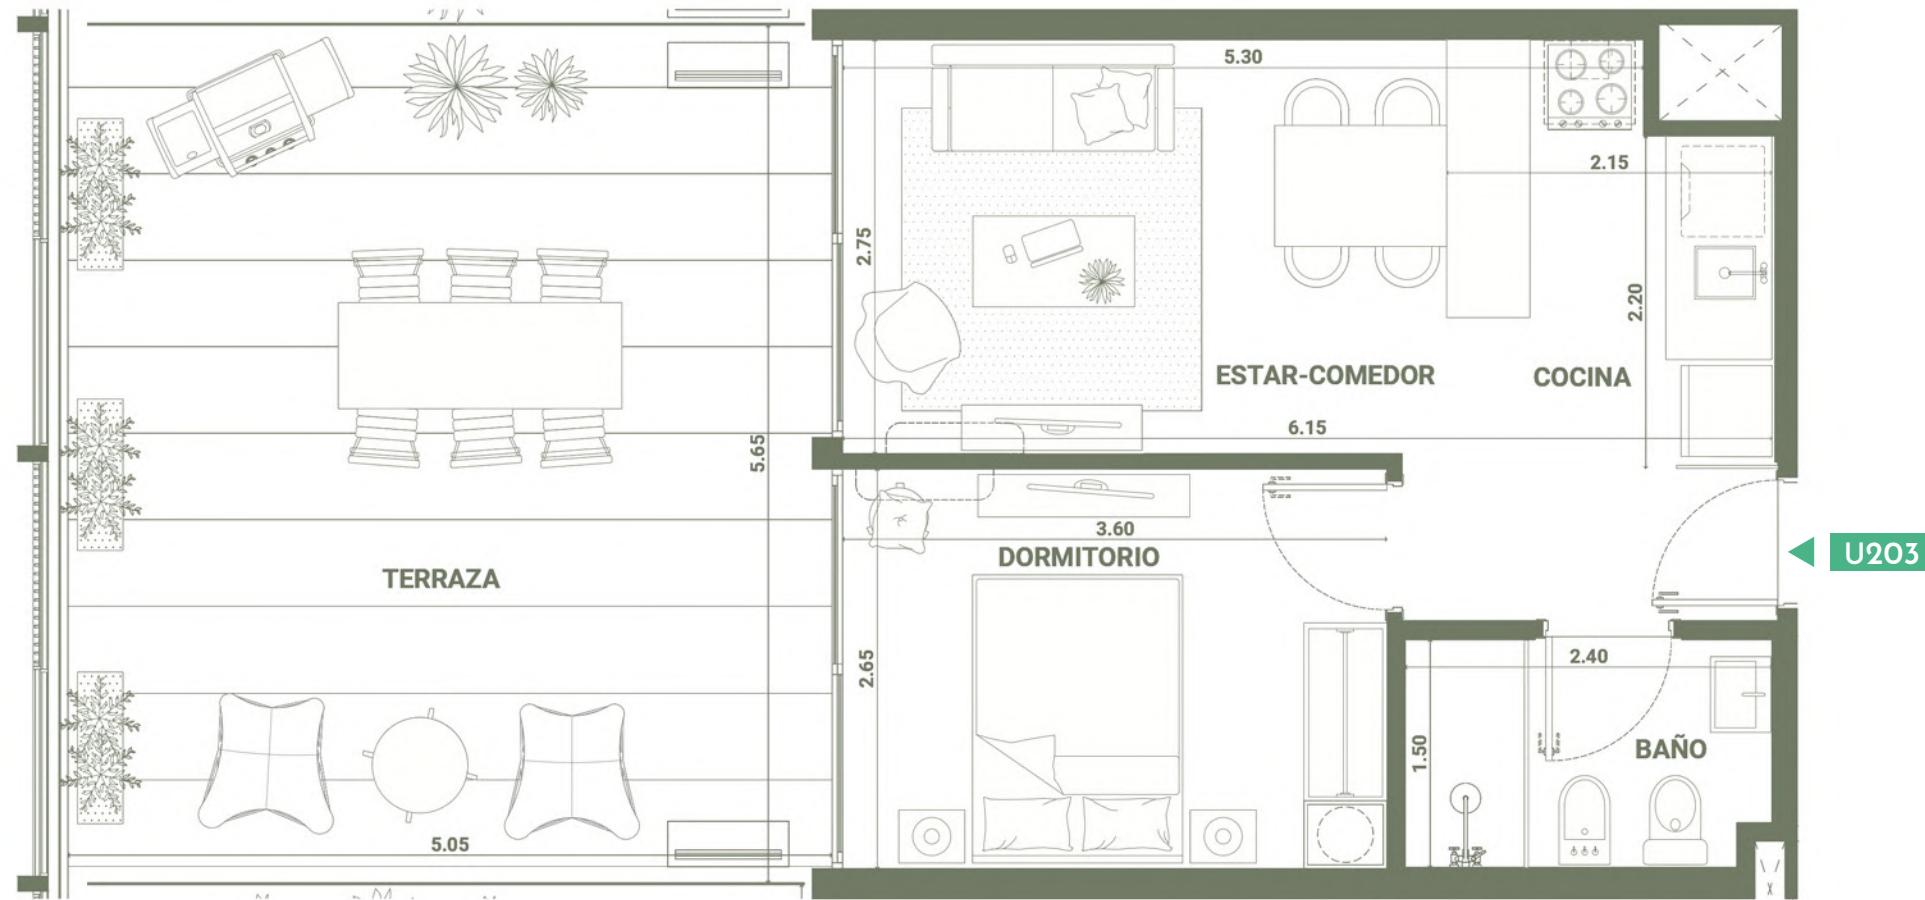 5.30
2.15
2.75
2.20
ESTAR-COMEDOR
COCINA
6.15
5.65
3.60
DORMITORIO
U203
TERRAZA
2.65
2.40
1.50
BAÑO
5.05